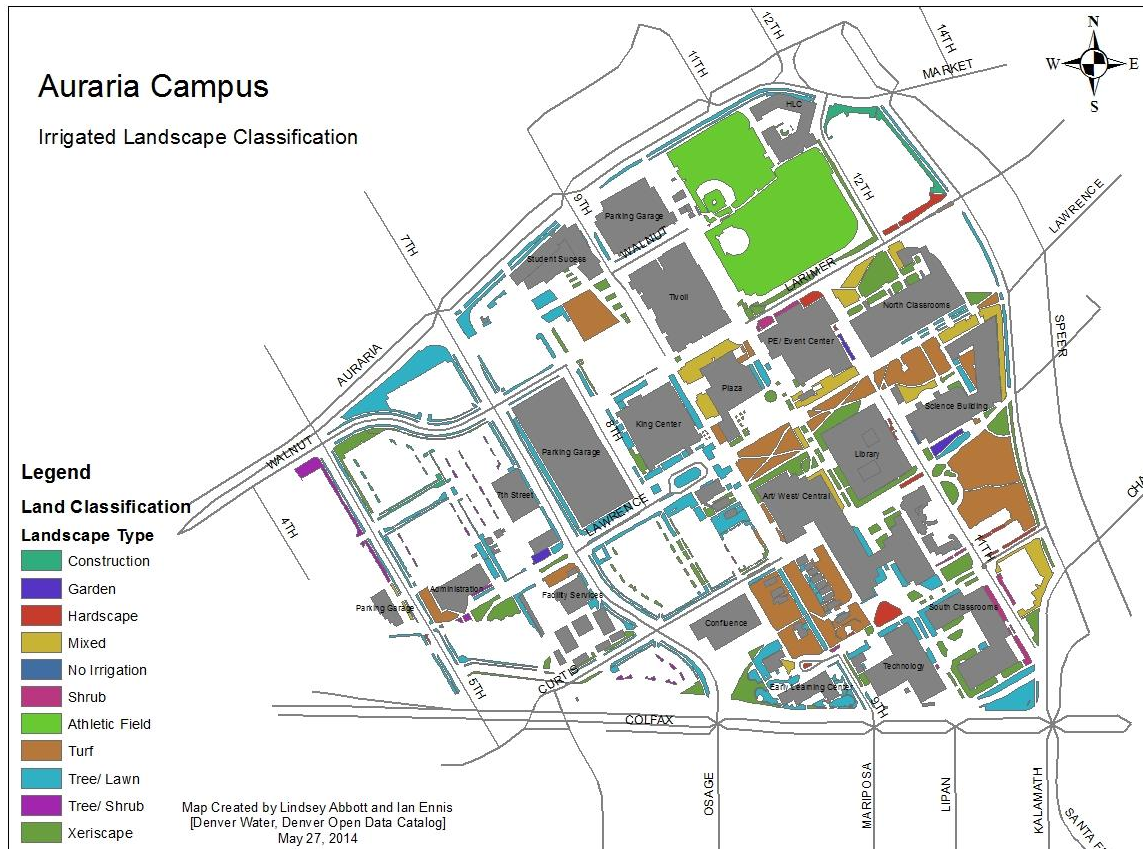 Auraria Campus
Irrigated Landscape Classification
N
W E
S
11TH
12TH
14TH
MARKET
HLC
12TH
9TH
Parking Garage
WALNUT
LAWRENCE
7TH
Student Sucess
LARIMER
Tivoli
North Classrooms
SPEER
AURARIA
PE/ Event Center
Plaza
Science Building
WALNUT
8TH
King Center
Parking Garage
Library
4TH
7th Street
LAWRENCE
Art/ West/ Central
CHA
11TH
Administration
Facility Services
Parking Garage
Confluence
South Classrooms
5TH
CURTIS
Early Learning Center
Technology
9TH
COLFAX
OSAGE
MARIPOSA
LIPAN
KALAMATH
SANTA F
Legend
Land Classification
Landscape Type
Construction
Garden
Hardscape
Mixed
No Irrigation
Shrub
Athletic Field
Turf
Tree/ Lawn
Tree/ Shrub
Xeriscape
Map Created by Lindsey Abbott and Ian Ennis
[Denver Water, Denver Open Data Catalog]
May 27, 2014